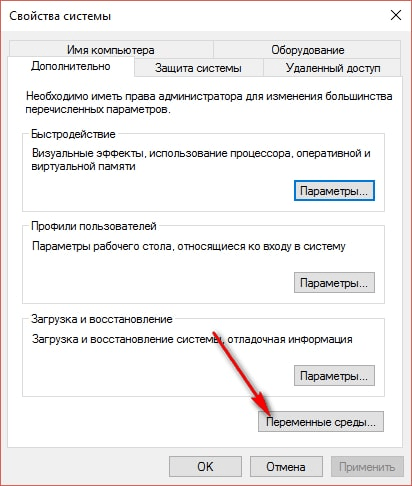 Свойства системы
Имя компьютера
Оборудование
Дополнительно
Защита системы
Удаленный доступ
Необходимо иметь права администратора для изменения большинства
перечисленных параметров.
Быстродействие
Визуальные эффекты, использование процессора, оперативной и
виртуальной памяти
Параметры...
Профили пользователей
Параметры рабочего стола, относящиеся ко входу в систему
Параметры...
Загрузка и восстановление
Загрузка и восстановление системы, отладочная информация
Параметры...
Переменные среды...
OK
Отмена
Применить